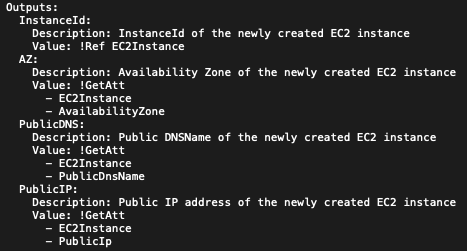 Outputs:
  InstanceId:
    Description: InstanceId of the newly created EC2 instance
    Value: !Ref EC2Instance
  AZ:
    Description: Availability Zone of the newly created EC2 instance
    Value: !GetAtt
      - EC2Instance
      - AvailabilityZone
  PublicDNS:
    Description: Public DNSName of the newly created EC2 instance
    Value: !GetAtt
      - EC2Instance
      - PublicDnsName
  PublicIP:
    Description: Public IP address of the newly created EC2 instance
    Value: !GetAtt
      - EC2Instance
      - PublicIp